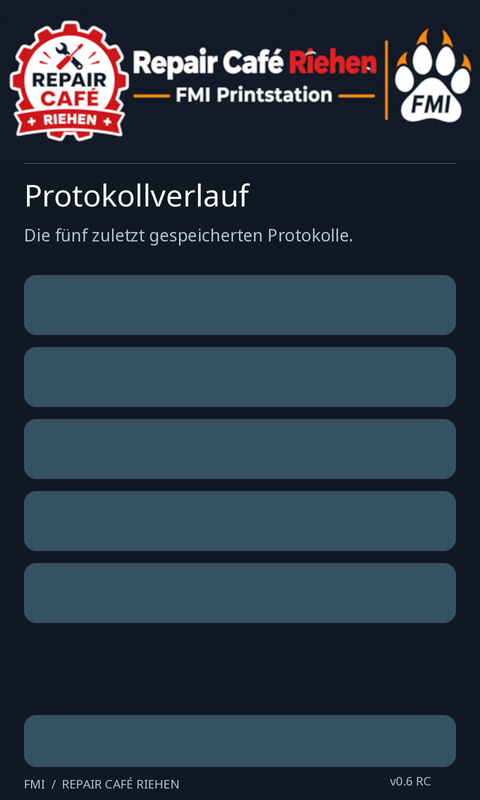 REPAIR
CAFÉ
RIEHEN
Repair Café Riehen
FMI Printstation
FMI
Protokollverlauf
Die fünf zuletzt gespeicherten Protokolle.
FMI / REPAIR CAFÉ RIEHEN
v0.6 RC